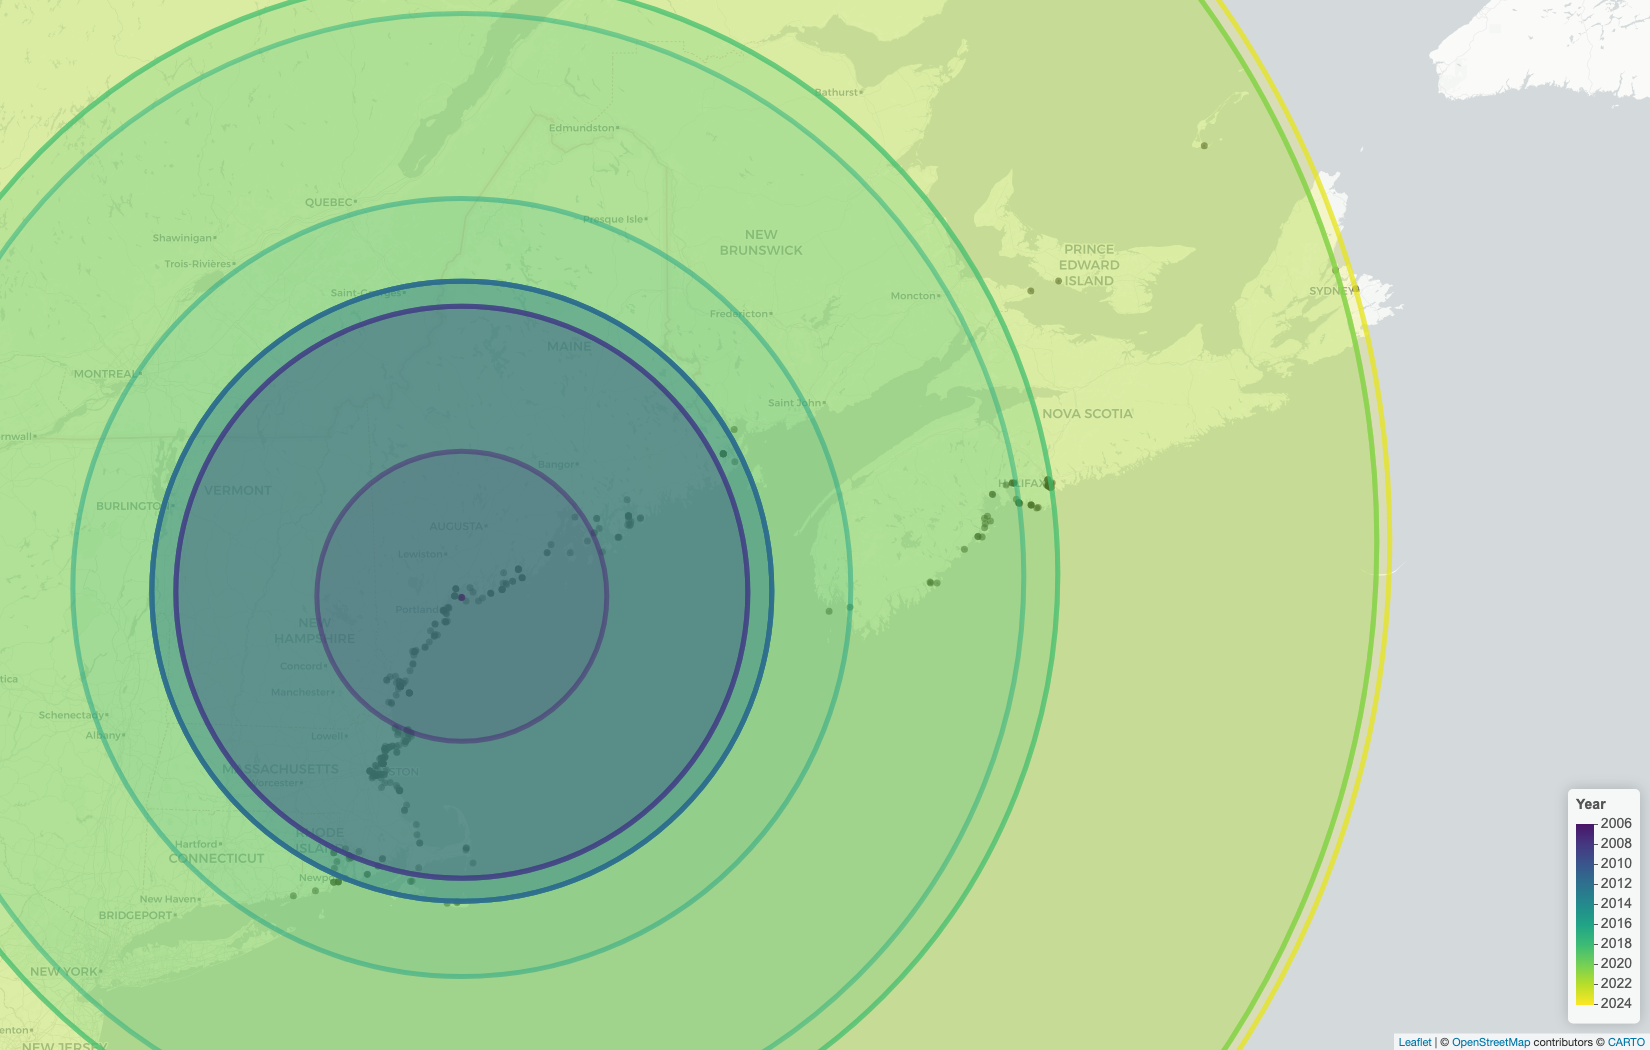 Bathurst
Edmundston
QUEBEC
Presque Isle
Shawinigan
NEW
BRUNSWICK
Trois-Rivières
PRINCE
EDWARD
ISLAND
Saint-Georges
Moncton
SYDNEY
Fredericton
MAINE
MONTREAL
Saint John
NOVA SCOTIA
rnwall
Bangor
HALIFAX
VERMONT
BURLINGTON
AUGUSTA
Lewiston
Portland
NEW
HAMPSHIRE
Concord
tica
Manchester
Schenectady
Albany
Lowell
MASSACHUSETTS
STON
orcester
RHODE
ISLAND
Hartford
CONNECTICUT
Newpo
New Haven
BRIDGEPORT
NEW YORK
enton
NEW JERSEY
Year
2006
2008
2010
2012
2014
2016
2018
2020
2022
2024
Leaflet | © OpenStreetMap contributors © CARTO